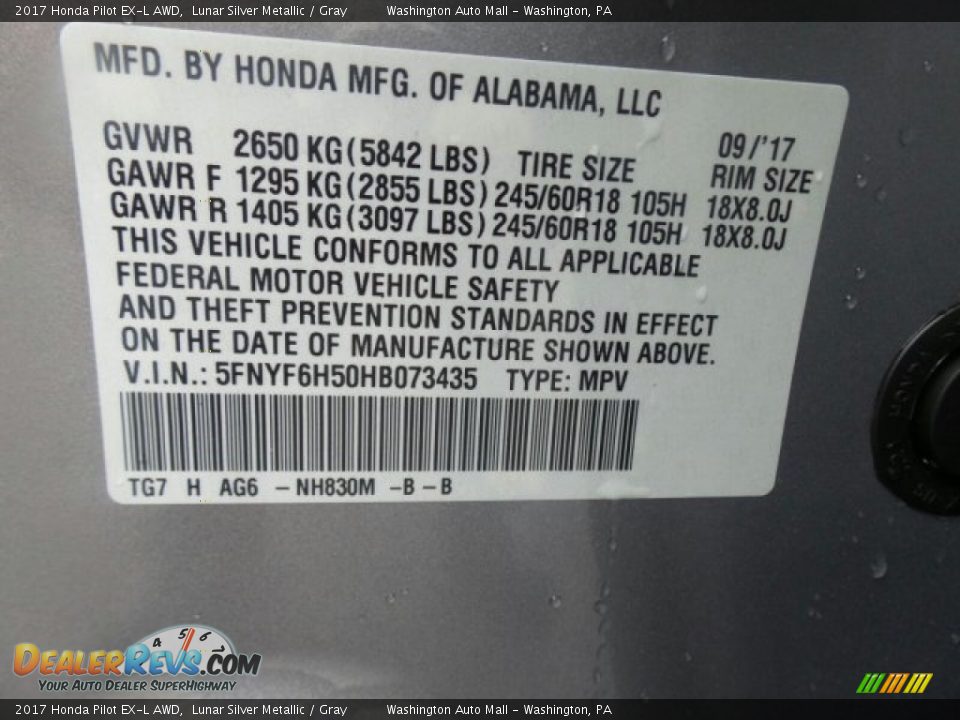 2017 Honda Pilot EX-L AWD, Lunar Silver Metallic / Gray Washington Auto Mall - Washington, PA
MFD. BY HONDA MFG. OF ALABAMA, LLC
09/'17
GVWR 2650 KG(5842 LBS) TIRE SIZE RIM SIZE
GAWR F 1295 KG(2855 LBS) 245/60R18 105H 18X8.0J
GAWR R 1405 KG(3097 LBS) 245/60R18 105H 18X8.0J
THIS VEHICLE CONFORMS TO ALL APPLICABLE
FEDERAL MOTOR VEHICLE SAFETY
AND THEFT PREVENTION STANDARDS IN EFFECT
ON THE DATE OF MANUFACTURE SHOWN ABOVE.
V.I.N.: 5FNYF6H50HB073435 TYPE: MPV
TG7 H AG6 - NH830M -B - B
4 5 6
DEALERREVS.COM
YOUR AUTO DEALER SUPERHIGHWAY
2017 Honda Pilot EX-L AWD, Lunar Silver Metallic / Gray Washington Auto Mall - Washington, PA